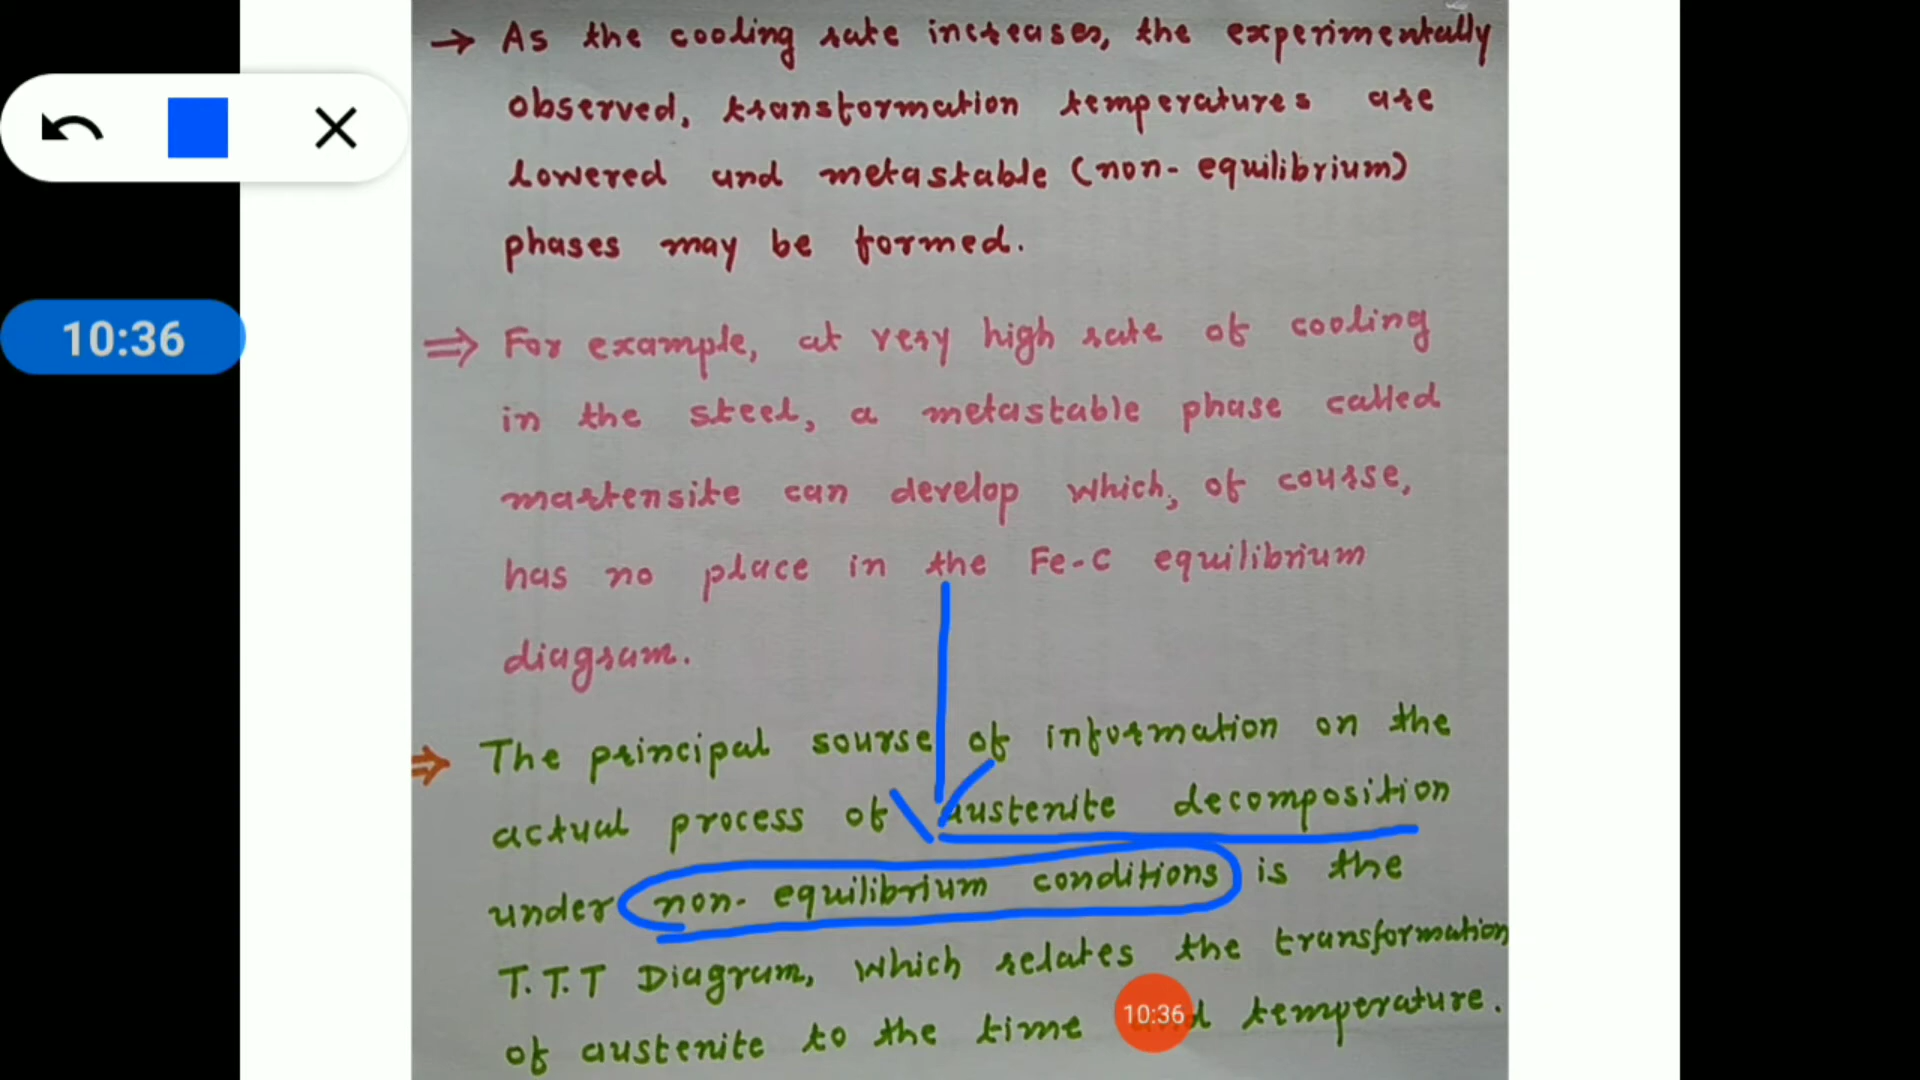 → As the cooling rate increases, the experimentally
observed, transformation temperatures are
lowered and metastable (non-equilibrium)
phases may be formed.
10:36
⇒ For example, at very high rate of cooling
in the steel, a metastable phase called
martensite can develop which, of course,
has no place in the Fe-C equilibrium
diagram.
⇒ The principal sourse of information on the
actual process of austenite decomposition
under non-equilibrium conditions is the
T.T.T Diagram, which relates the transformation
of austenite to the time and temperature.
10:36